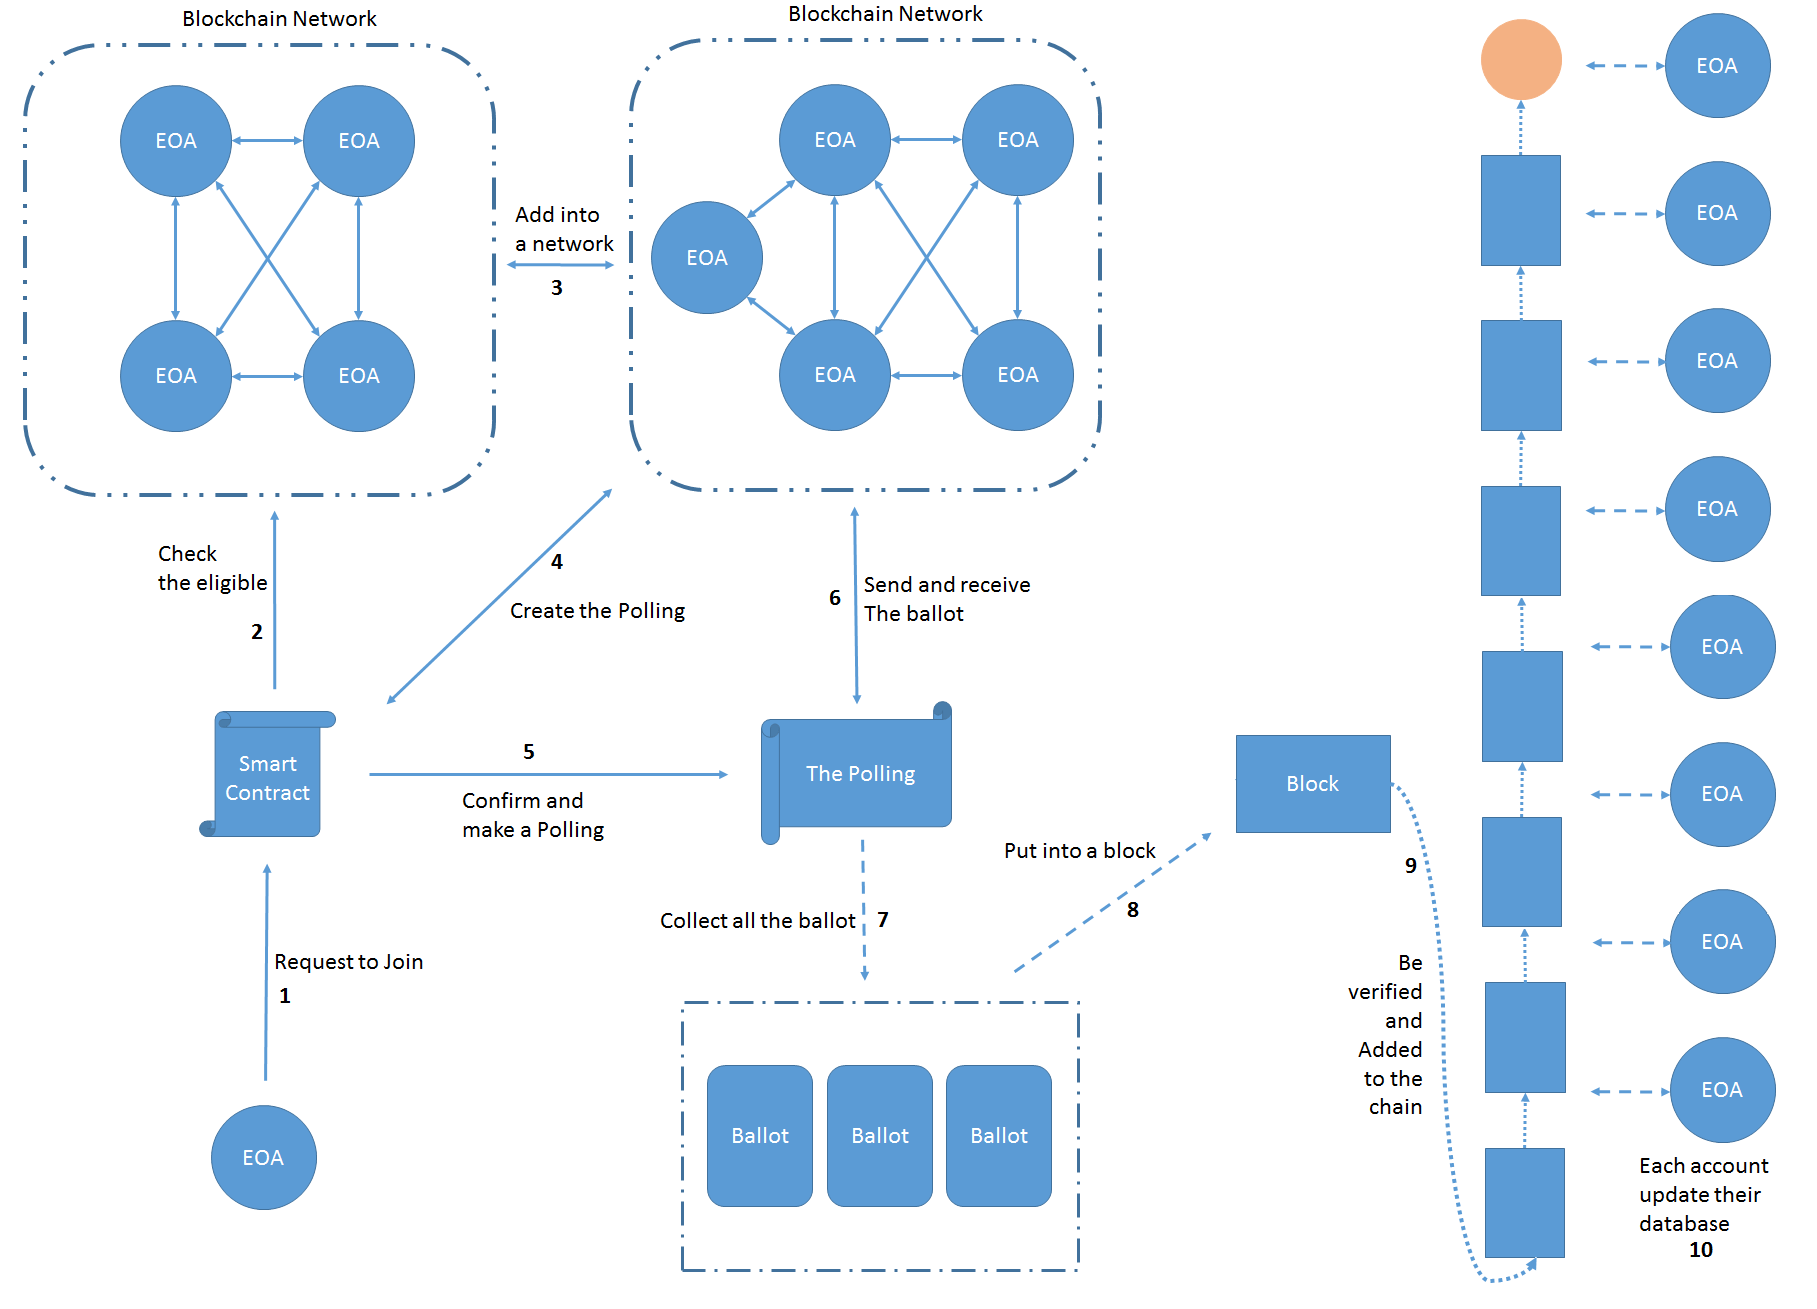 Blockchain Network
EOA
EOA
EOA
EOA
Add into
a network
3
Blockchain Network
EOA
EOA
EOA
EOA
EOA
Check
the eligible
2
4
Create the Polling
6
Send and receive
The ballot
Smart
Contract
5
Confirm and
make a Polling
The Polling
Request to Join
1
EOA
Collect all the ballot
7
Ballot
Ballot
Ballot
Put into a block
8
Block
9
Be
verified
and
Added
to the
chain
EOA
EOA
EOA
EOA
EOA
EOA
EOA
EOA
Each account
update their
database
10